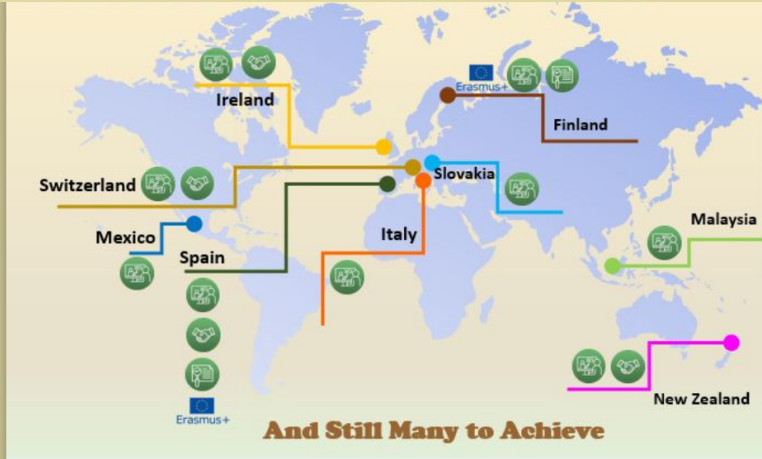 Ireland
Erasmus+
Finland
Switzerland
Slovakia
Mexico
Spain
Italy
Malaysia
New Zealand
Erasmus+
And Still Many to Achieve